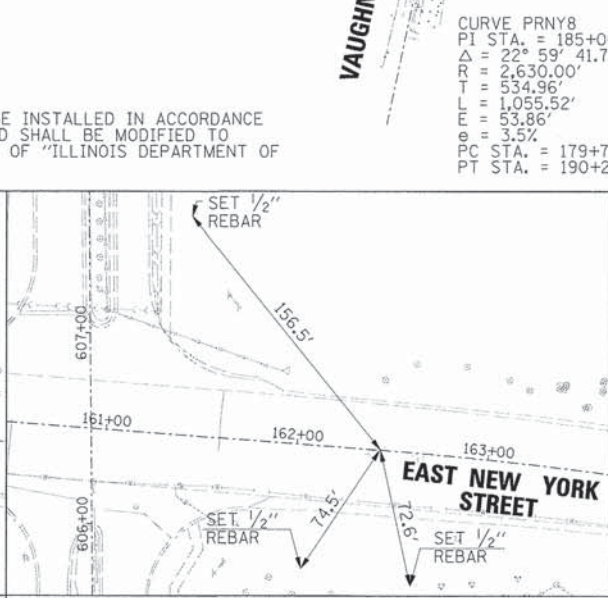 VAUGHN
CURVE PRNY8
PI STA. = 185+0
Δ = 22° 59' 41.7
R = 2,630.00'
T = 534.96'
L = 1,055.52'
E = 53.86'
e = 3.5%
PC STA. = 179+7
PT STA. = 190+2
E INSTALLED IN ACCORDANCE
D SHALL BE MODIFIED TO
OF "ILLINOIS DEPARTMENT OF
SET 1/2"
REBAR
156.5'
607+00
161+00
162+00
163+00
EAST NEW YORK
STREET
606+00
SET 1/2"
REBAR
74.5'
72.6'
SET 1/2"
REBAR